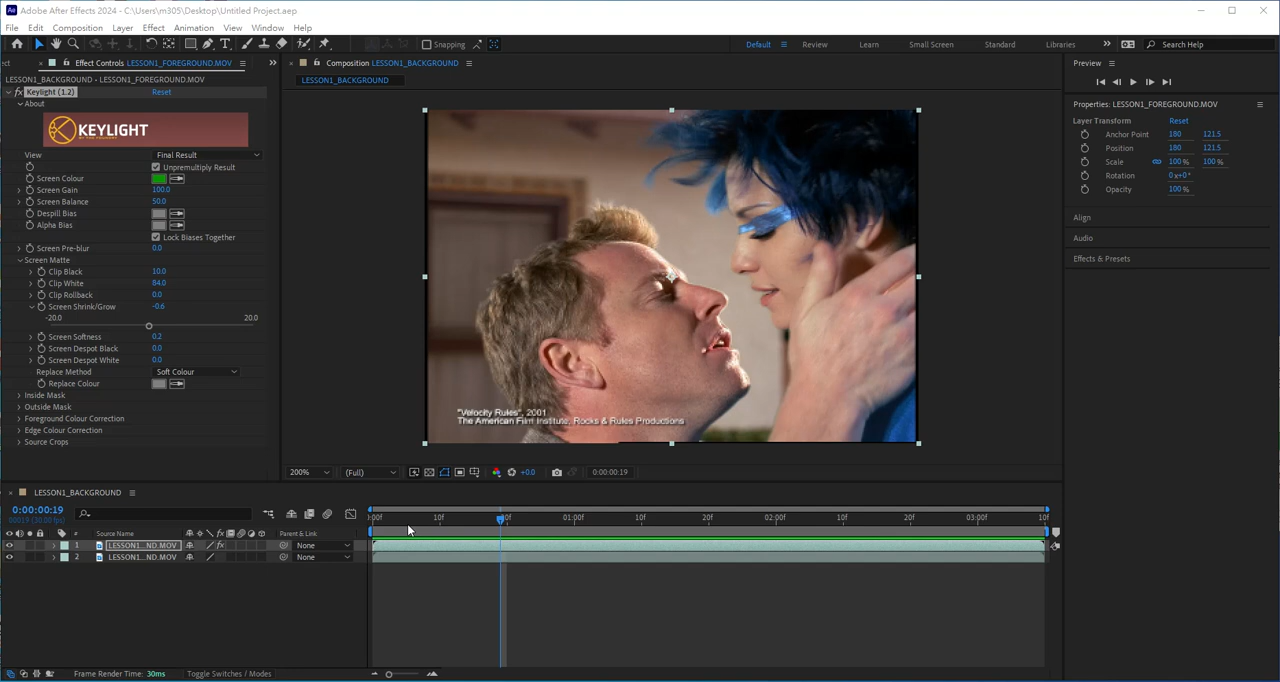 Adobe After Effects 2024 - C:\Users\m305\Desktop\Untitled Project.aep
File Edit Composition Layer Effect Animation View Window Help
Snapping
Default Review Learn Small Screen Standard Libraries Search Help
Effect Controls LESSON1_FOREGROUND.MOV
LESSON1_BACKGROUND • LESSON1_FOREGROUND.MOV
fx Keylight (1.2) Reset
About
KEYLIGHT
View Final Result
Unpremultiply Result
Screen Colour
Screen Gain 100.0
Screen Balance 50.0
Despill Bias
Alpha Bias
Lock Biases Together
Screen Pre-blur 0.0
Screen Matte
Clip Black 10.0
Clip White 84.0
Clip Rollback 0.0
Screen Shrink/Grow -0.6
-20.0 20.0
Screen Softness 0.2
Screen Despot Black 0.0
Screen Despot White 0.0
Replace Method Soft Colour
Replace Colour
Inside Mask
Outside Mask
Foreground Colour Correction
Edge Colour Correction
Source Crops
Composition LESSON1_BACKGROUND
LESSON1_BACKGROUND
"Velocity Rules", 2001
The American Film Institute, Rocks & Rules Productions
200% (Full) +0.0 0:00:00:19
Preview
Properties: LESSON1_FOREGROUND.MOV
Layer Transform Reset
Anchor Point 180 121.5
Position 180 121.5
Scale 100 % 100 %
Rotation 0x+0°
Opacity 100 %
Align
Audio
Effects & Presets
LESSON1_BACKGROUND
0:00:00:19
00019 (30.00 fps)
# Source Name Parent & Link
1 LESSON1...ND.MOV None
2 LESSON1...ND.MOV None
:00f 10f 20f 01:00f 10f 20f 02:00f 10f 20f 03:00f 10f
Frame Render Time: 30ms Toggle Switches / Modes